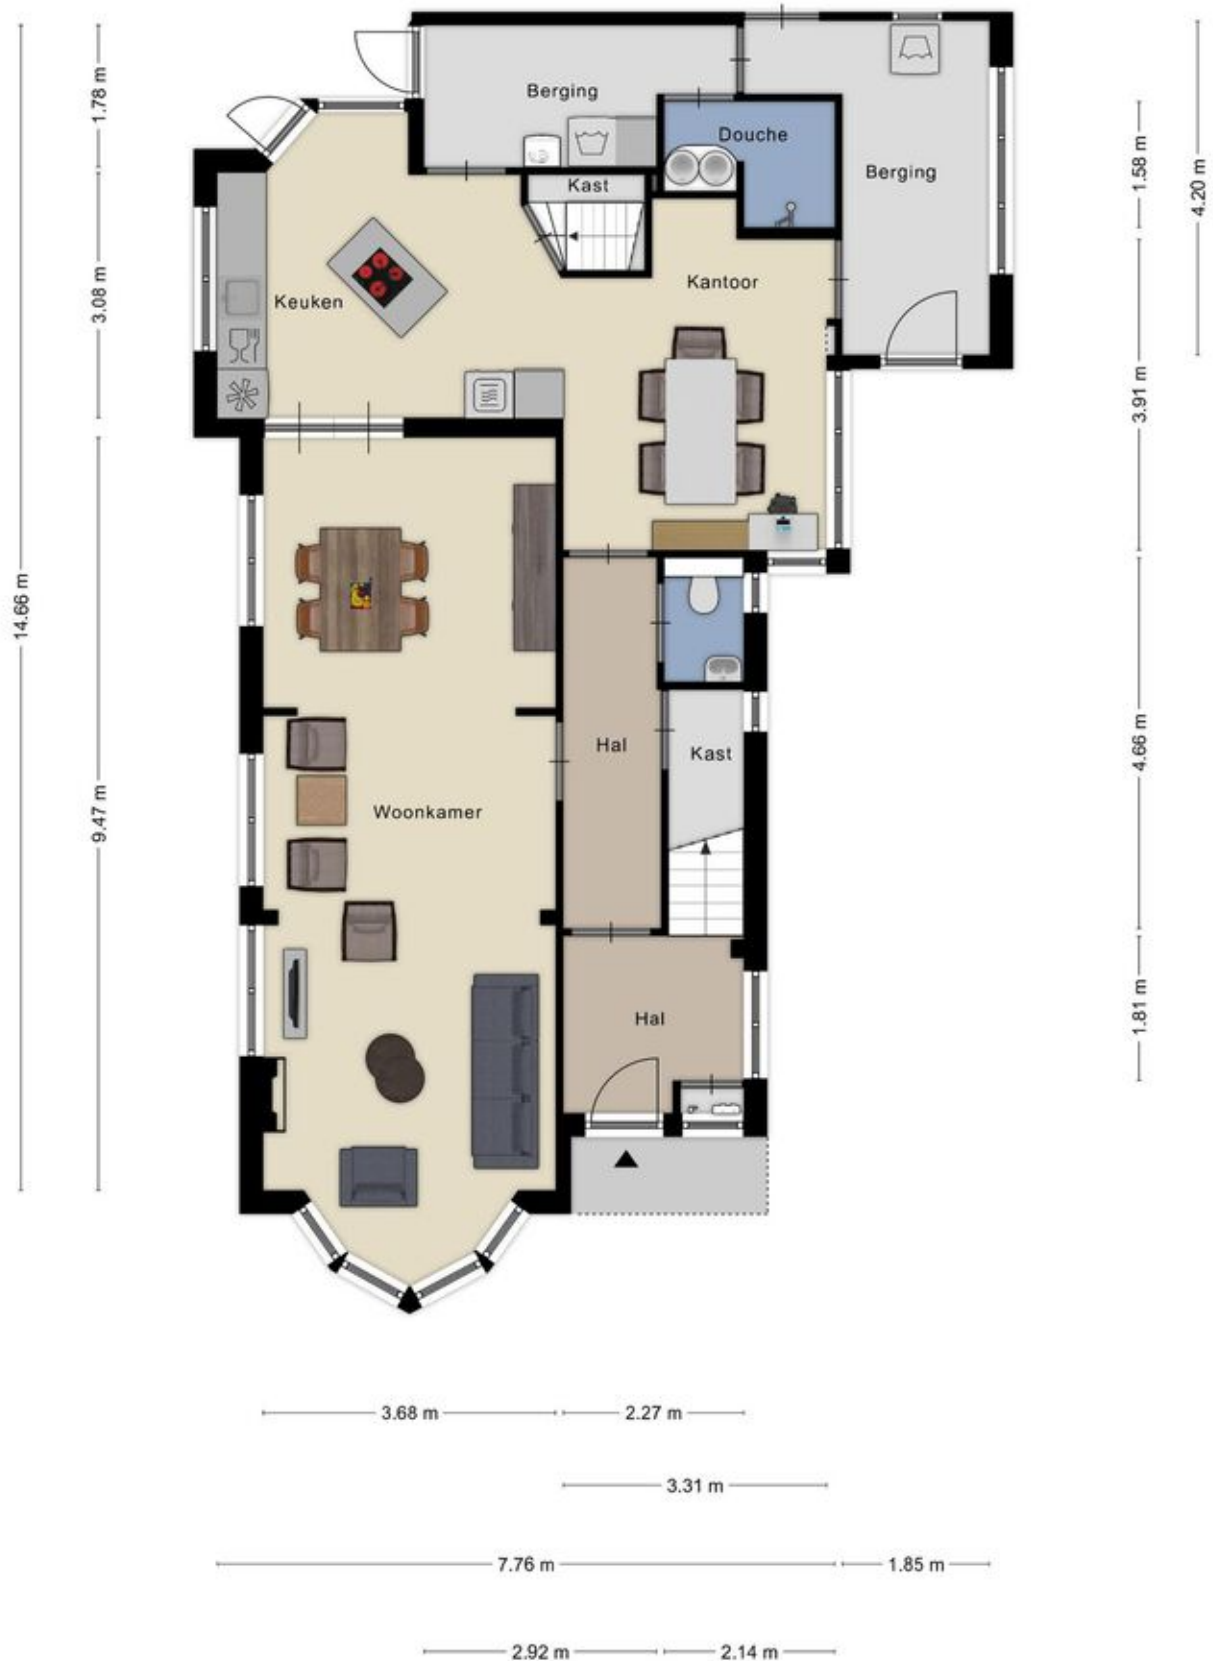 Berging
Douche
Kast
Berging
Kantoor
Keuken
Hal
Kast
Woonkamer
Hal
1.78 m
3.08 m
14.66 m
9.47 m
1.58 m
4.20 m
3.91 m
4.66 m
1.81 m
3.68 m
2.27 m
3.31 m
7.76 m
1.85 m
2.92 m
2.14 m